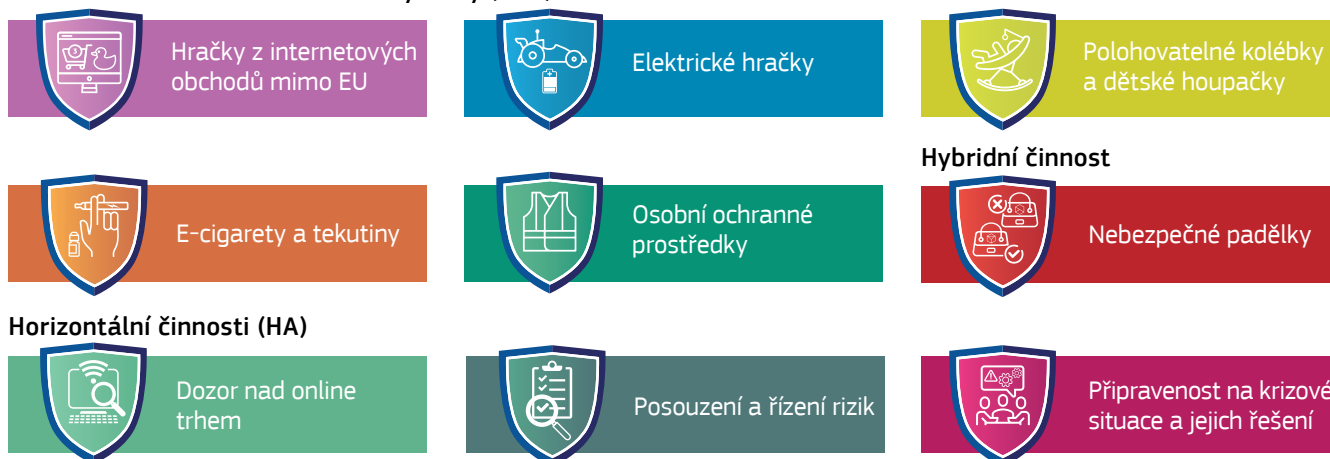 Hračky z internetových
obchodů mimo EU
Elektrické hračky
Polohovatelné kolébky
a dětské houpačky
E-cigarety a tekutiny
Osobní ochranné
prostředky
Hybridní činnost
Nebezpečné padělky
Horizontální činnosti (HA)
Dozor nad online
trhem
Posouzení a řízení rizik
Připravenost na krizové
situace a jejich řešení